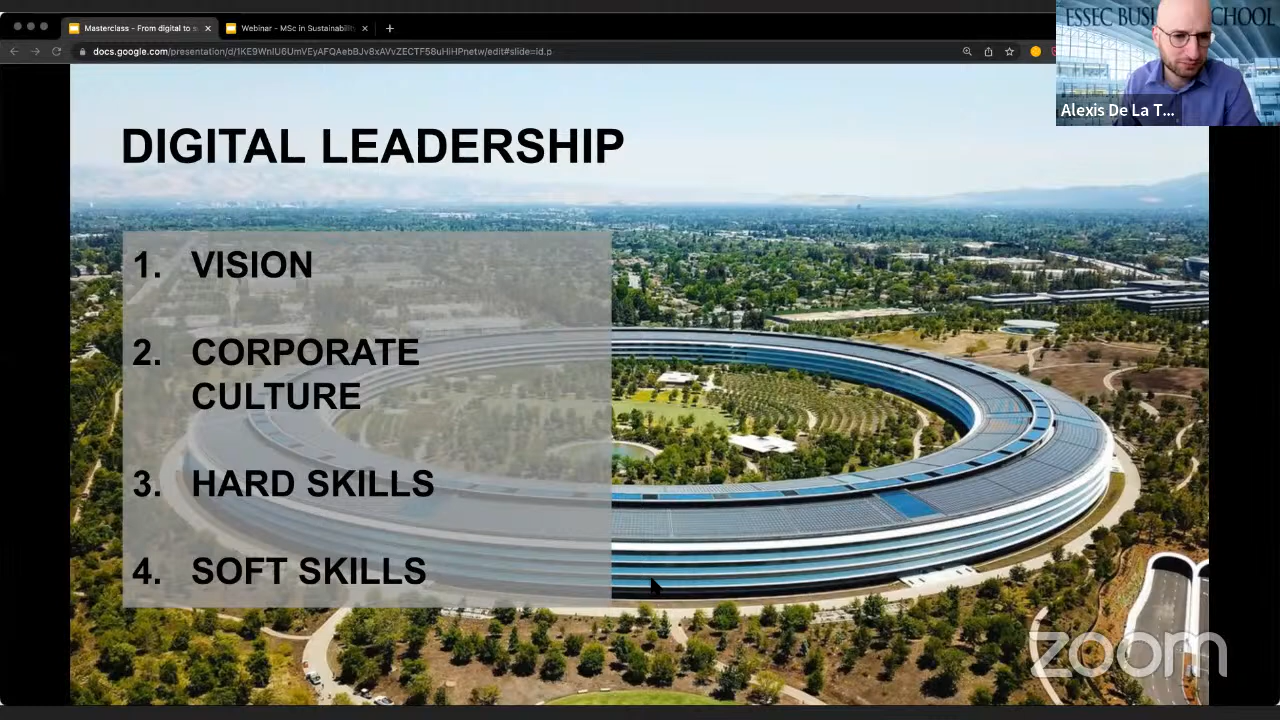 Masterclass - From digital to s
Webinar - MSc in Sustainabilit
docs.google.com/presentation/d/1KE9WnIU6UmVEyAFQAebBJv8xAVvZECTF58uHiHPnetw/edit#slide=id.p
ESSEC BUS CHOOL
Alexis De La T...
DIGITAL LEADERSHIP
1. VISION
2. CORPORATE
CULTURE
3. HARD SKILLS
4. SOFT SKILLS
zoom